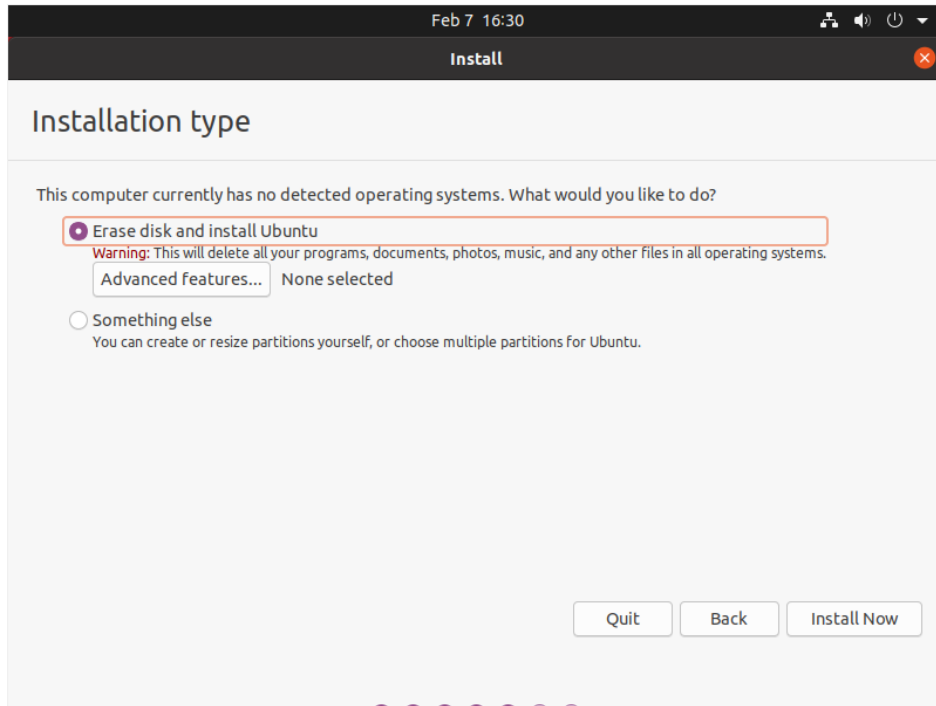 Feb 7 16:30
Install
Installation type
This computer currently has no detected operating systems. What would you like to do?
Erase disk and install Ubuntu
Warning: This will delete all your programs, documents, photos, music, and any other files in all operating systems.
Advanced features... None selected
Something else
You can create or resize partitions yourself, or choose multiple partitions for Ubuntu.
Quit Back Install Now